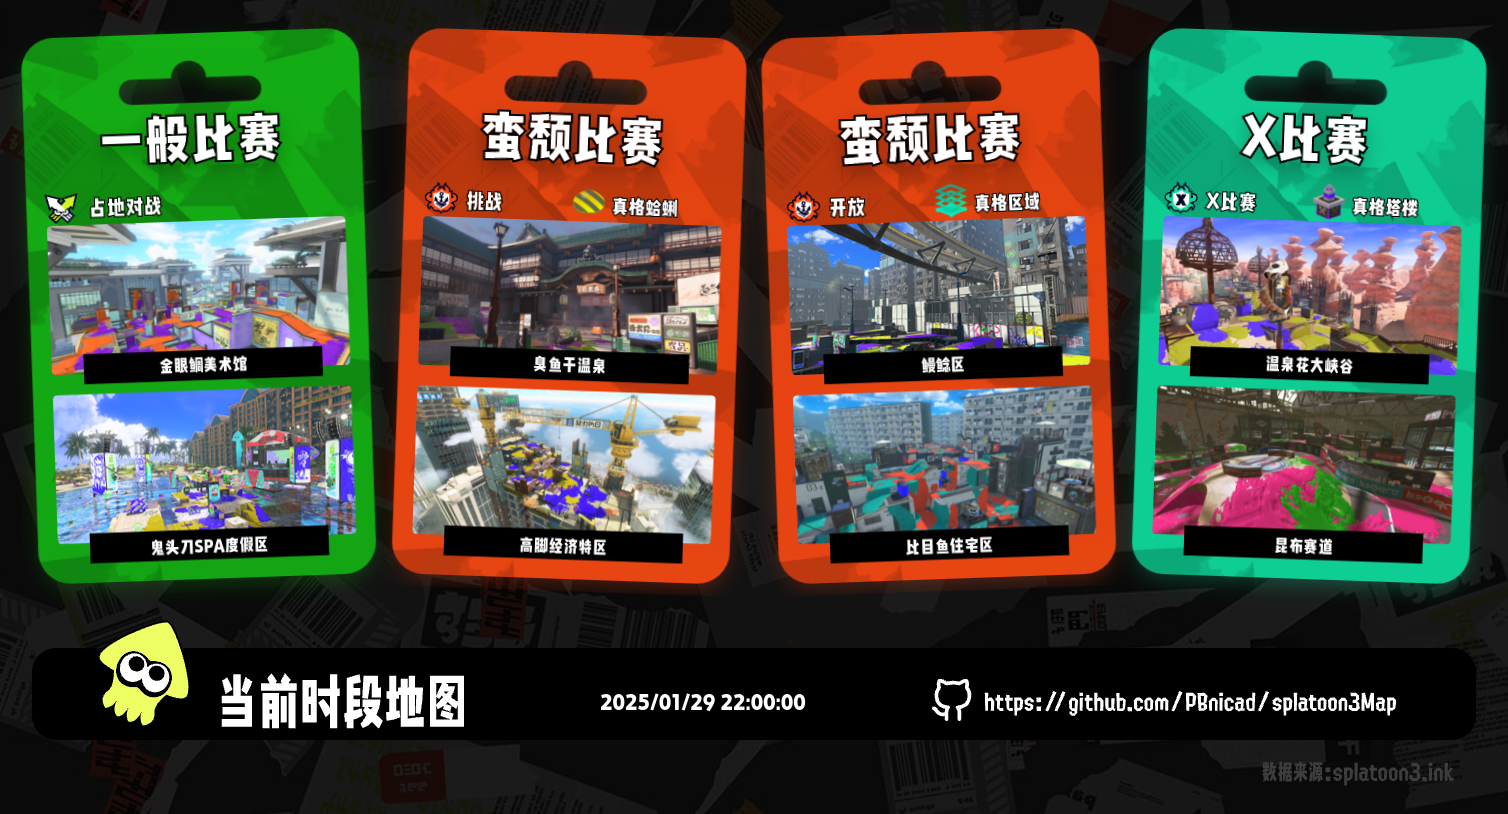 一般比赛
占地对战
金眼鲷美术馆
鬼头刀SPA度假区
蛮颓比赛
挑战
真格蛤蜊
臭鱼干温泉
高脚经济特区
蛮颓比赛
开放
真格区域
鳗鲶区
比目鱼住宅区
X比赛
X比赛
真格塔楼
温泉花大峡谷
昆布赛道
当前时段地图
2025/01/29 22:00:00
https://github.com/PBnicad/splatoon3Map
数据来源:splatoon3.ink